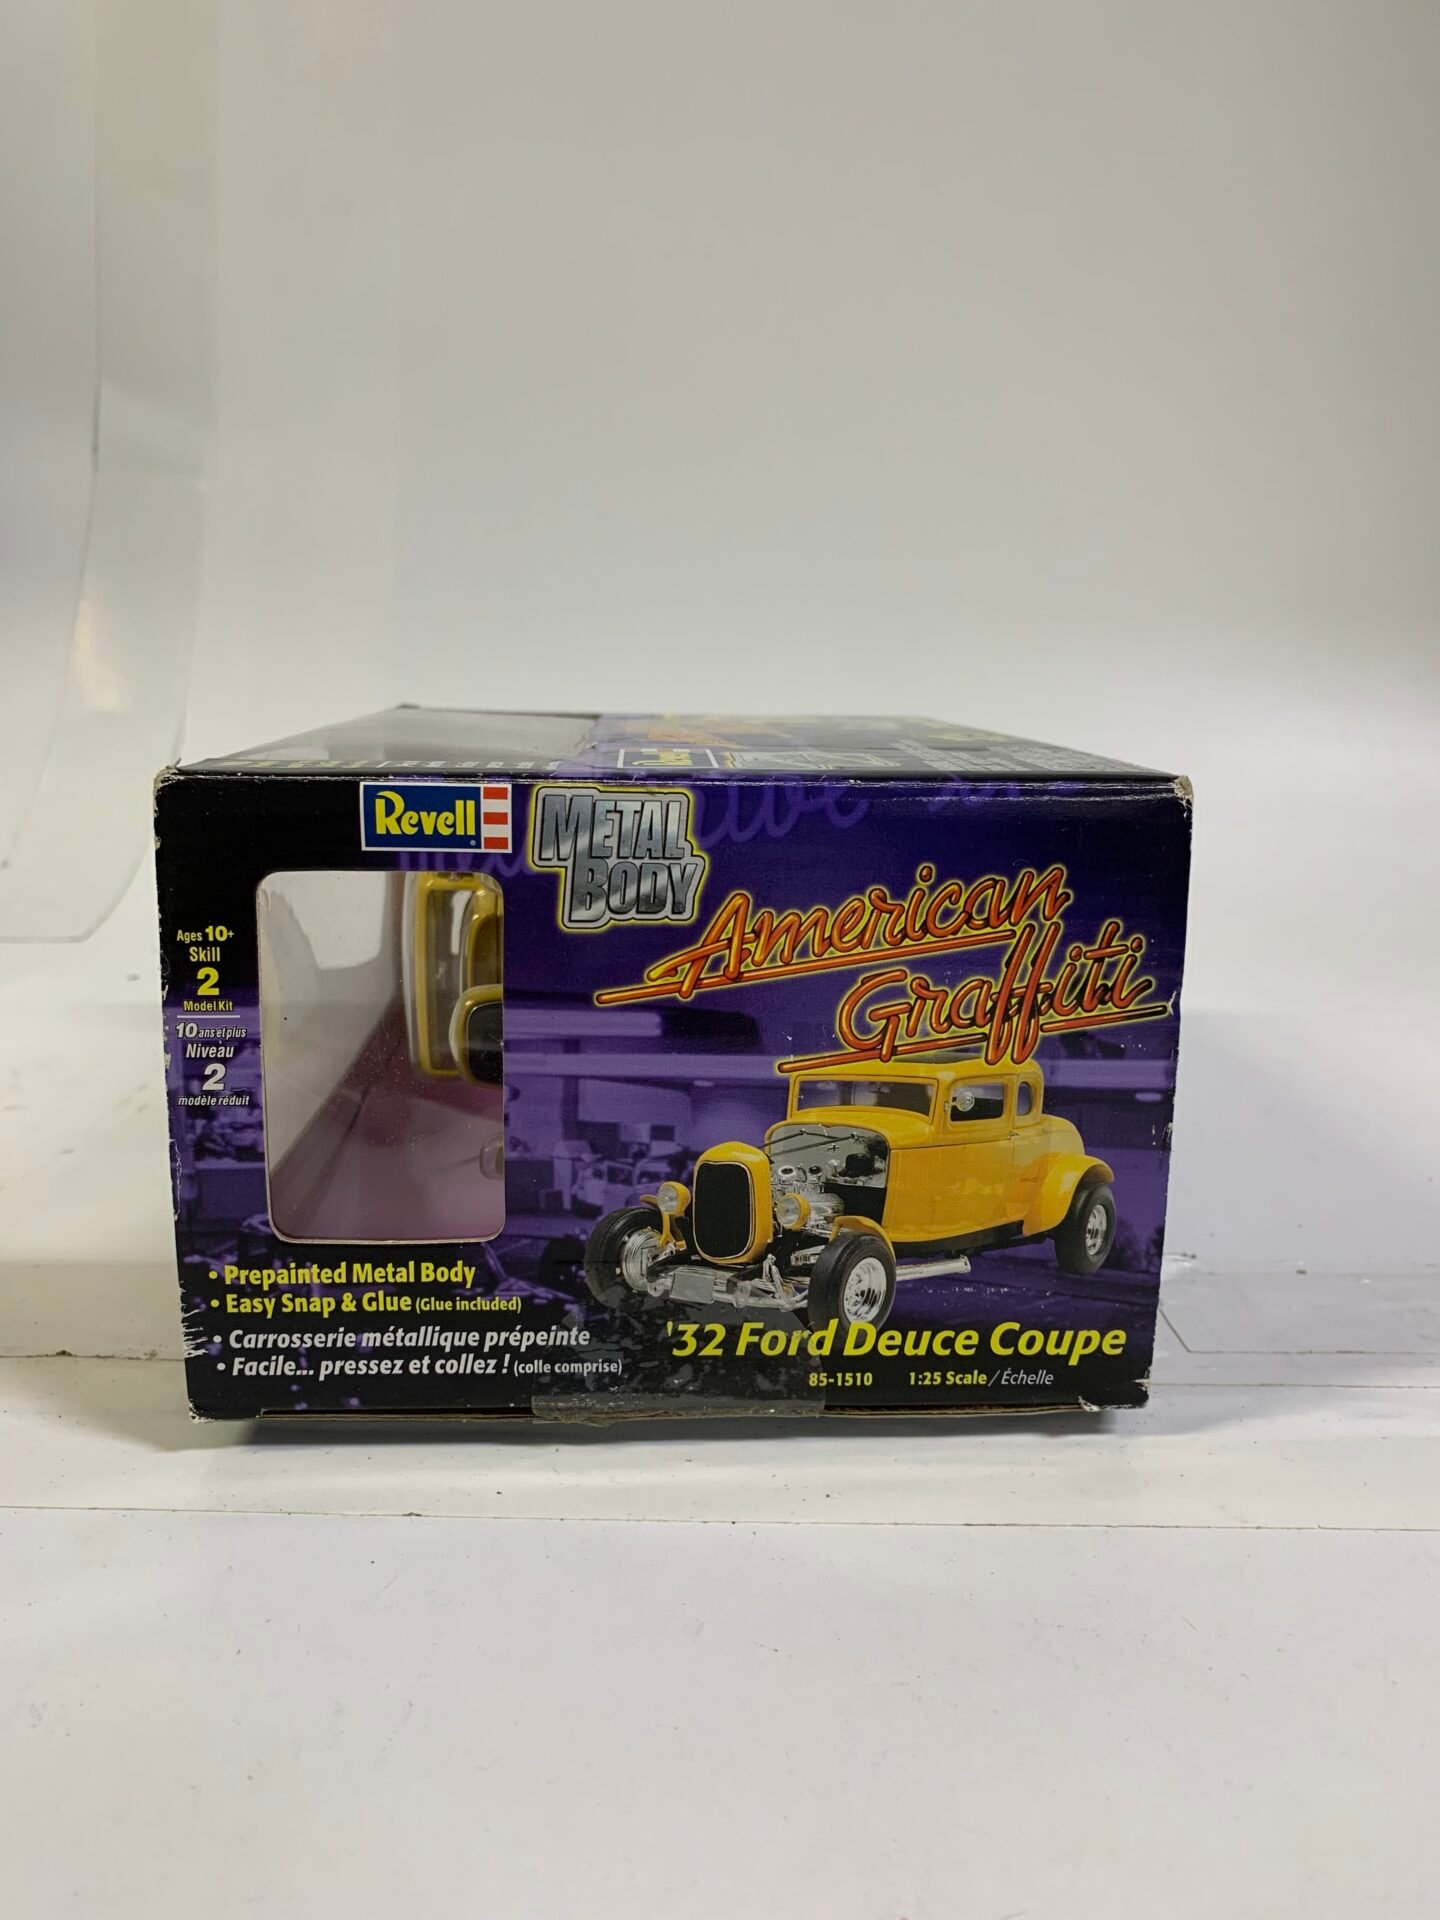 Revell
METAL
BODY
American
Graffiti
Ages 10+
Skill
2
Model Kit
10 ans et plus
Niveau
2
modèle réduit
• Prepainted Metal Body
• Easy Snap & Glue (Glue included)
• Carrosserie métallique prépeinte
• Facile... pressez et collez ! (colle comprise)
'32 Ford Deuce Coupe
85-1510 1:25 Scale / Échelle